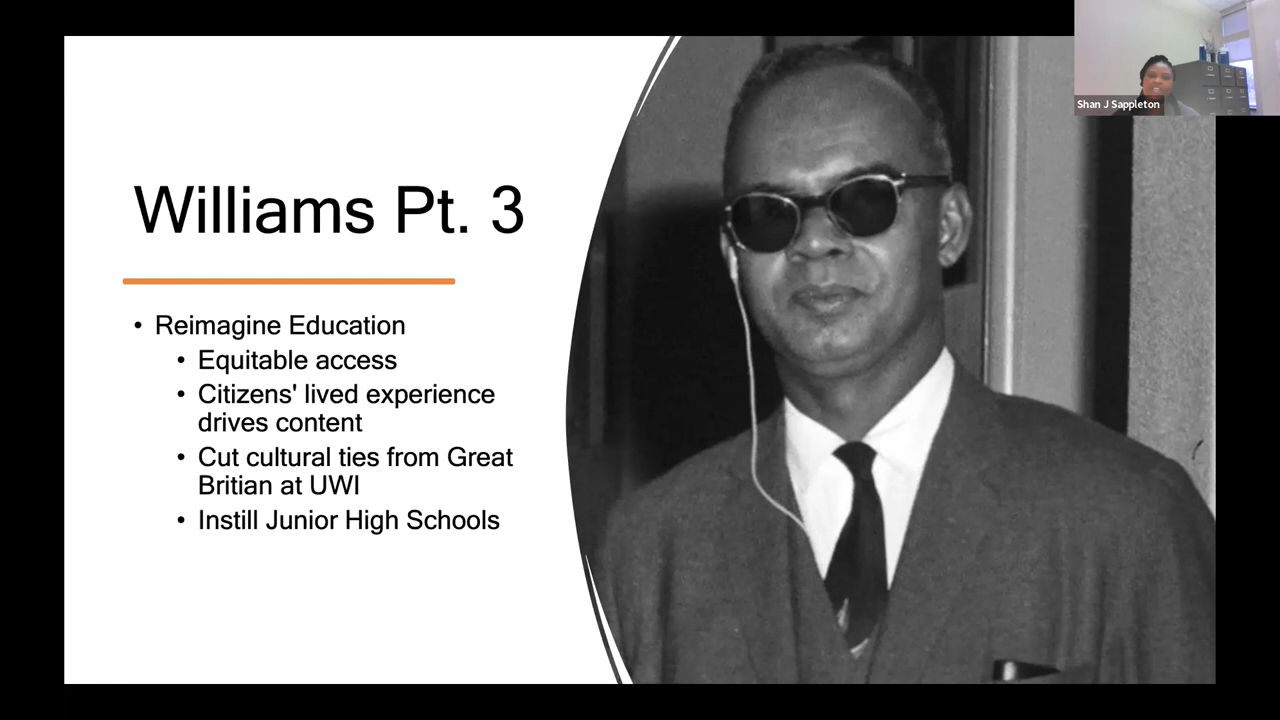 Shan J Sappleton
Williams Pt. 3
• Reimagine Education
• Equitable access
• Citizens' lived experience
drives content
• Cut cultural ties from Great
Britian at UWI
• Instill Junior High Schools